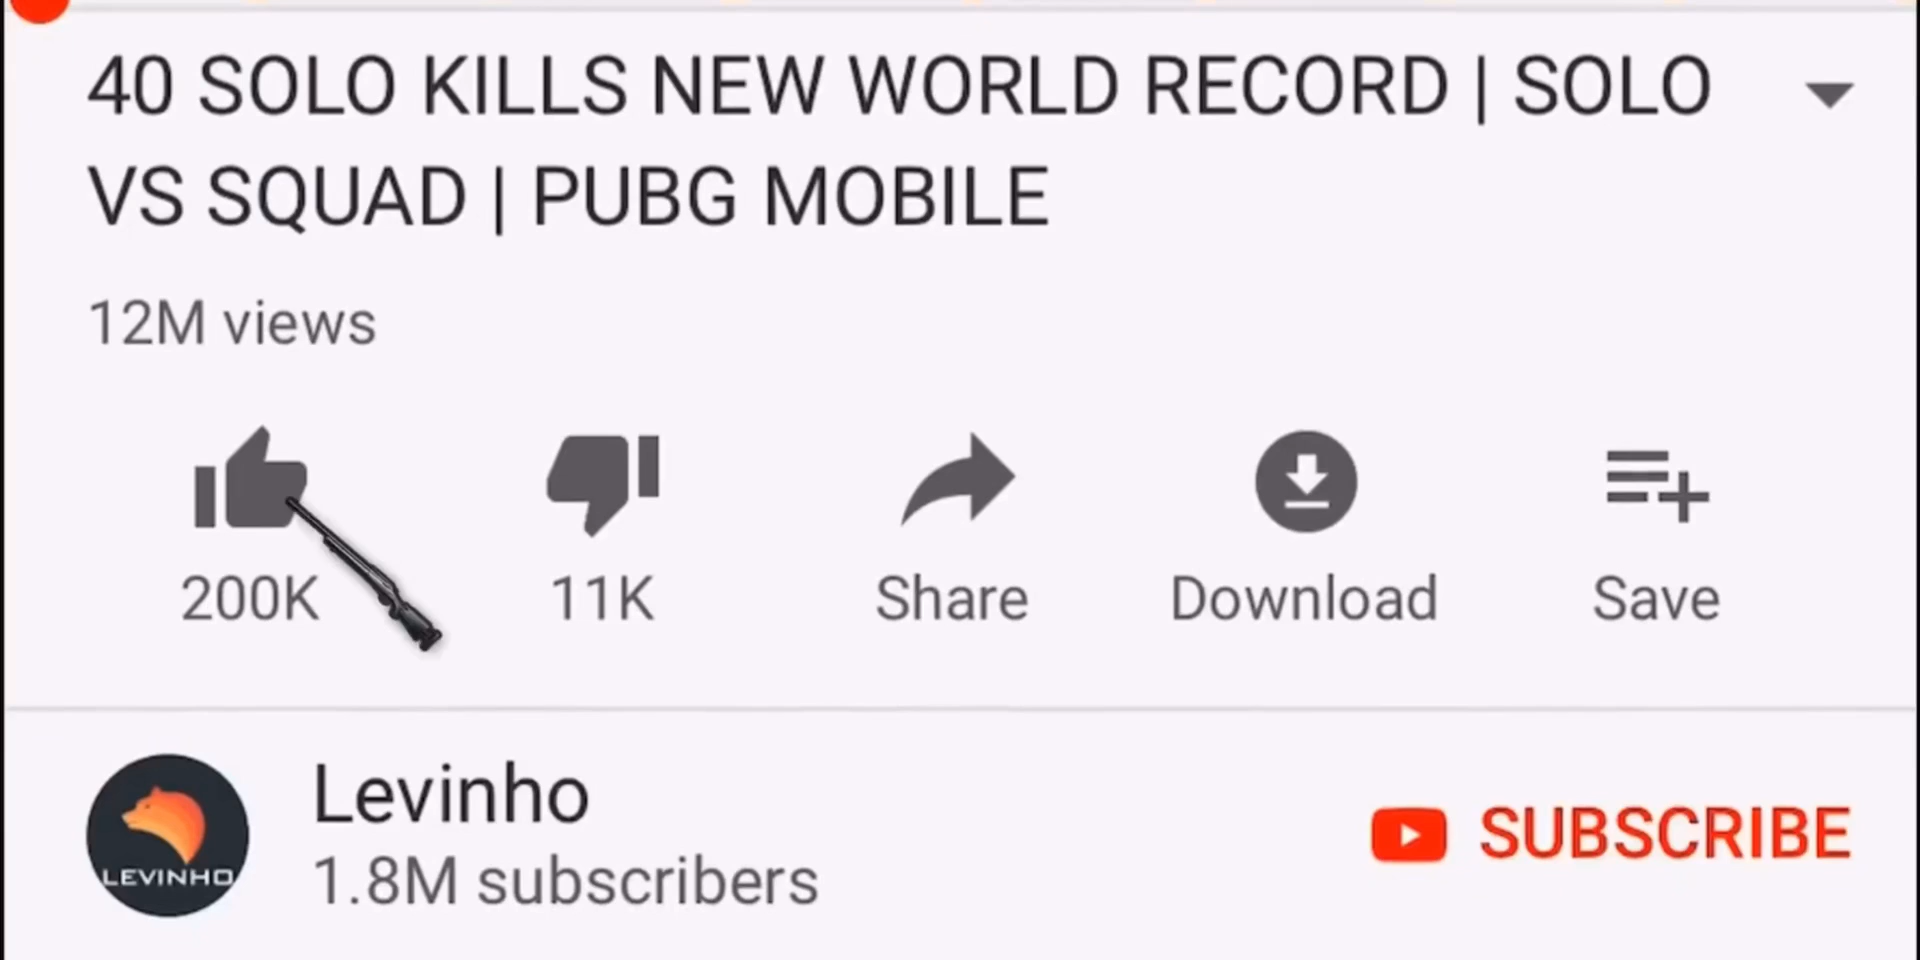 40 SOLO KILLS NEW WORLD RECORD | SOLO
VS SQUAD | PUBG MOBILE
12M views
200K
11K
Share
Download
Save
LEVINHO
Levinho
1.8M subscribers
SUBSCRIBE